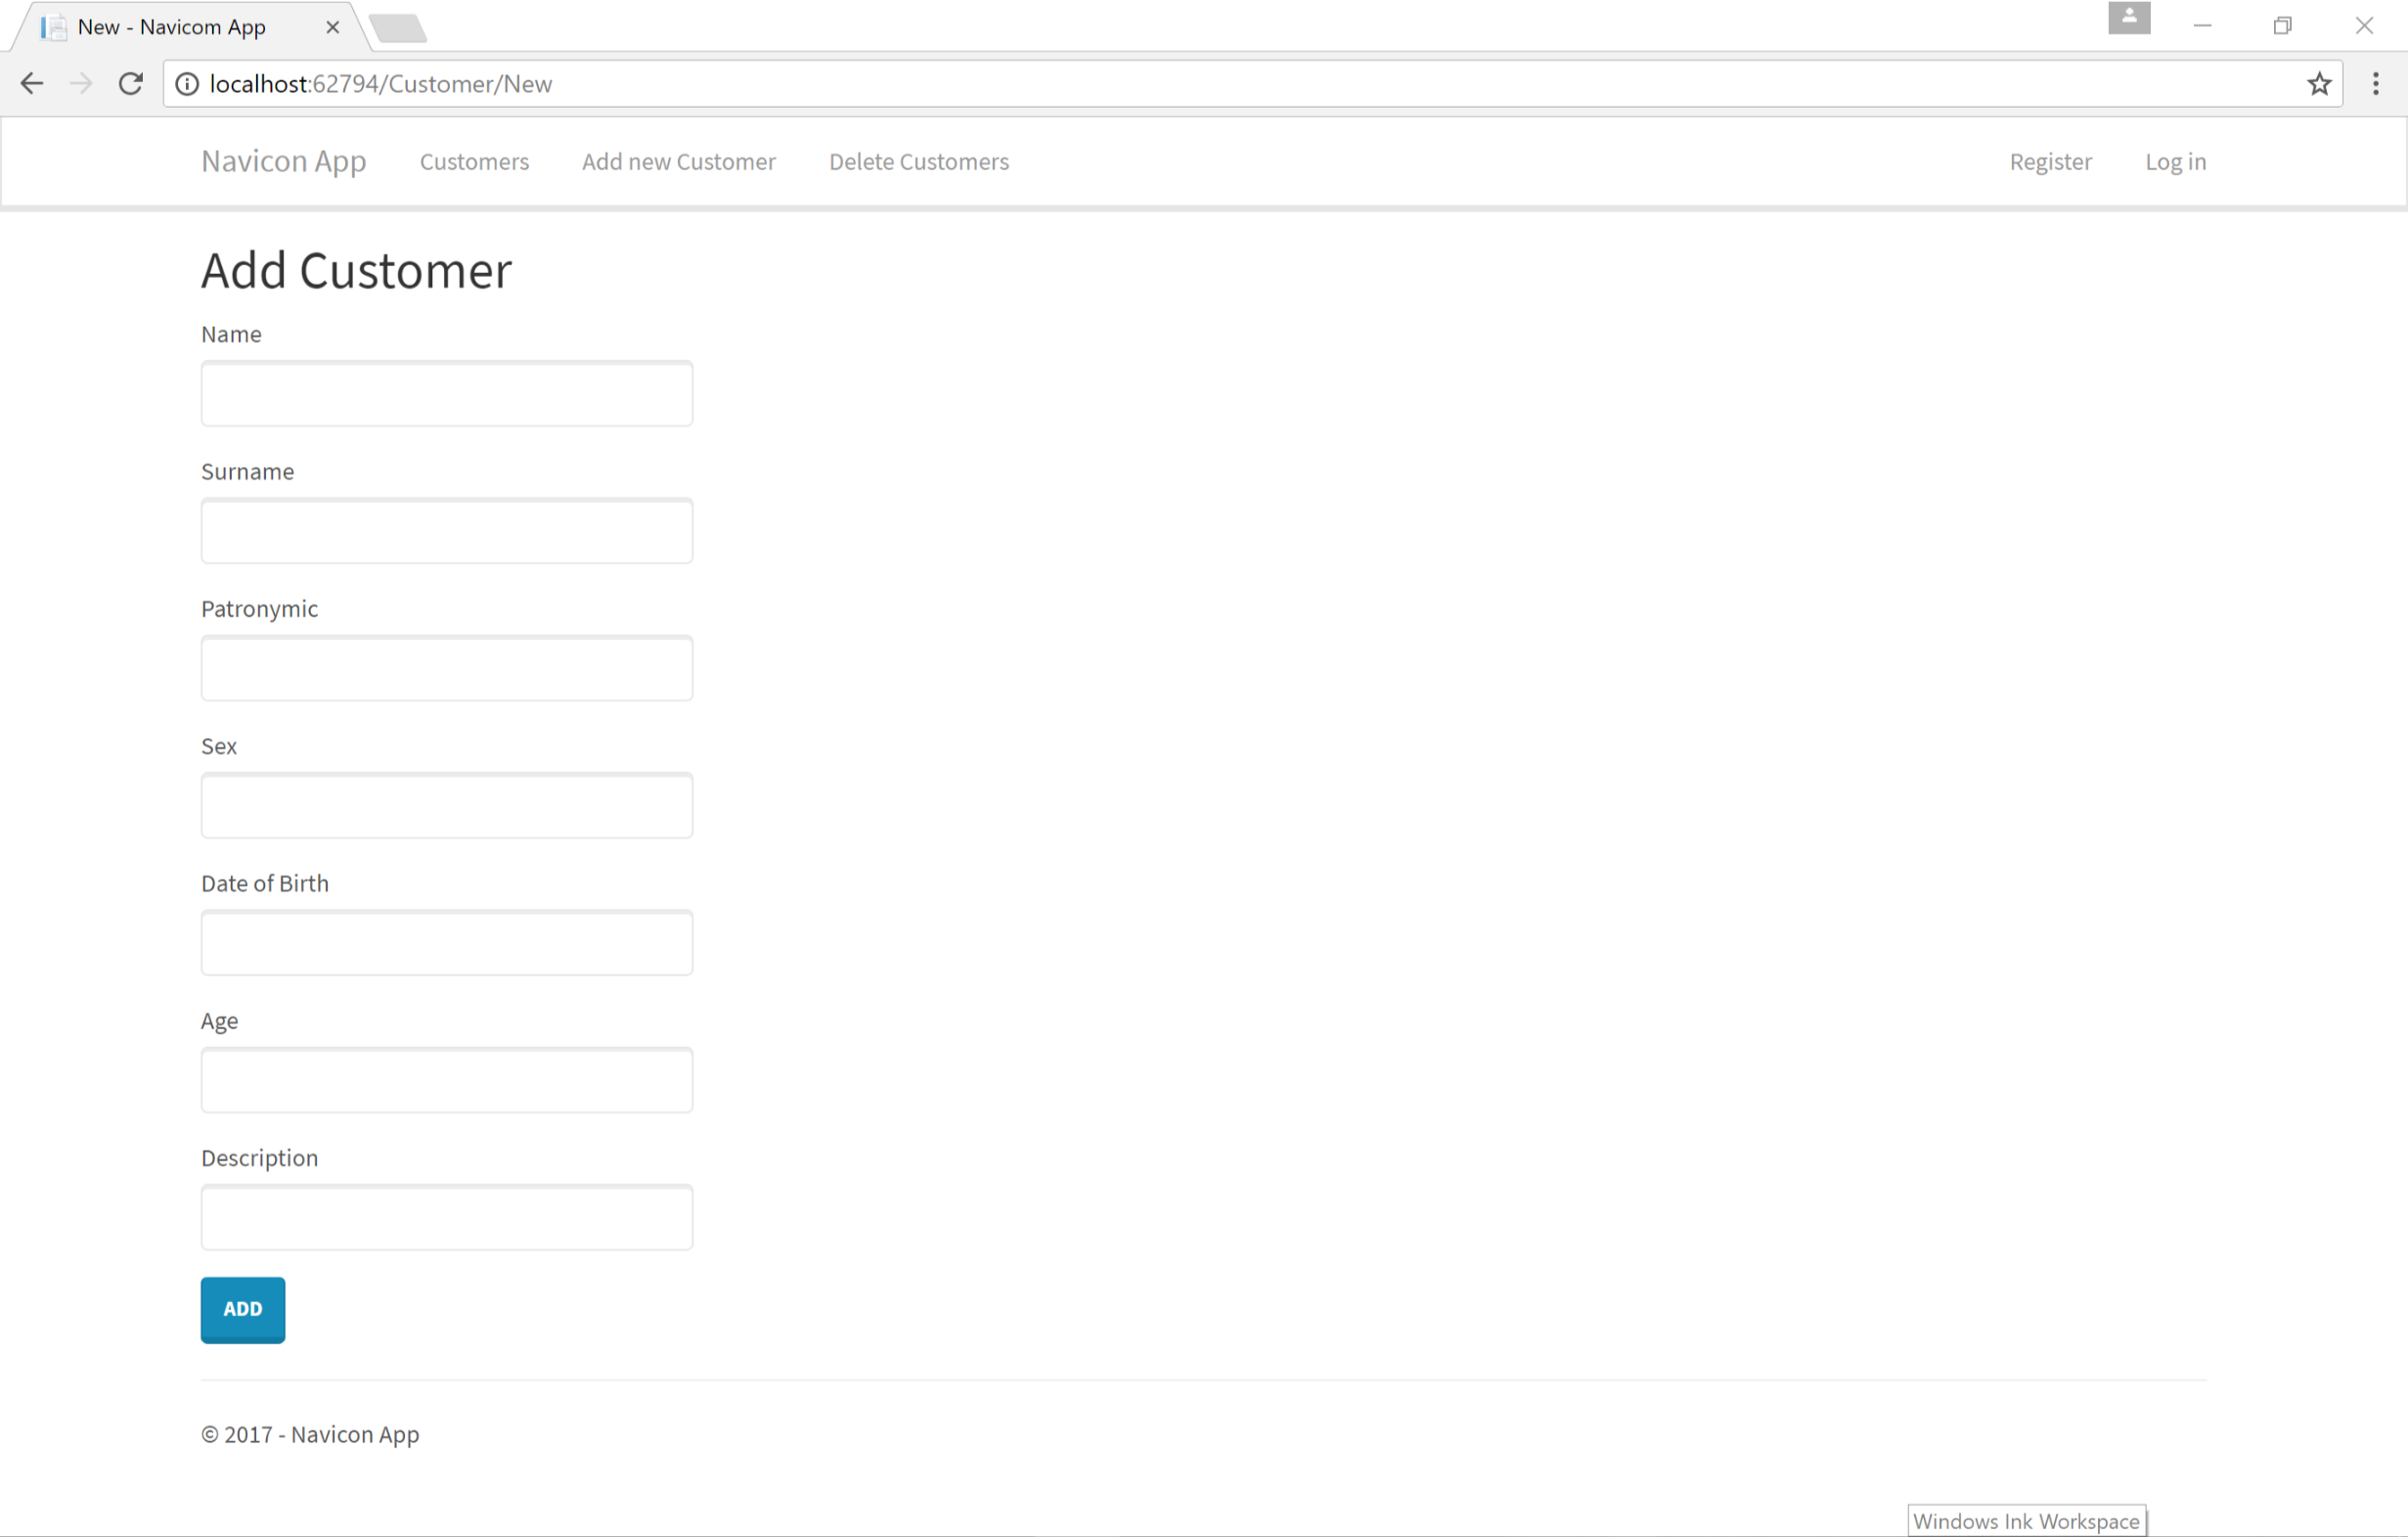 New - Navicom App
localhost:62794/Customer/New
Navicon App Customers Add new Customer Delete Customers Register Log in
Add Customer
Name
Surname
Patronymic
Sex
Date of Birth
Age
Description
ADD
© 2017 - Navicon App
Windows Ink Workspace